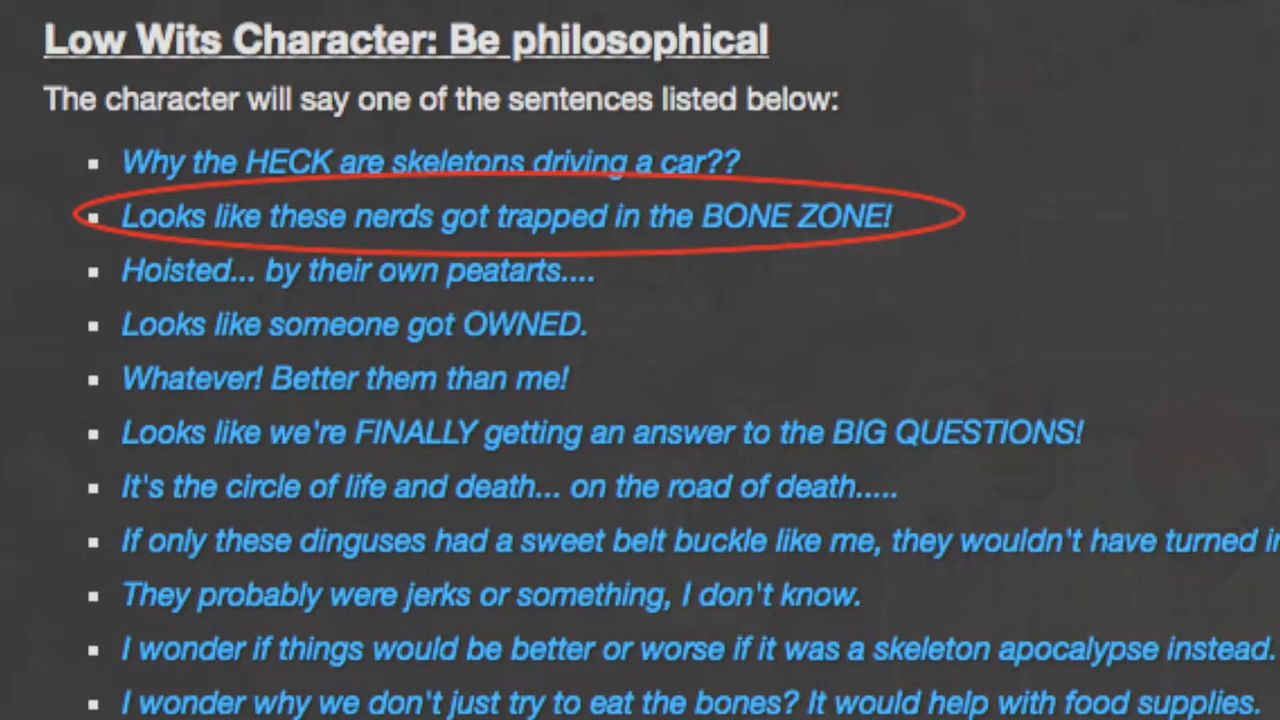 Low Wits Character: Be philosophical
The character will say one of the sentences listed below:
Why the HECK are skeletons driving a car??
Looks like these nerds got trapped in the BONE ZONE!
Hoisted... by their own peatarts....
Looks like someone got OWNED.
Whatever! Better them than me!
Looks like we're FINALLY getting an answer to the BIG QUESTIONS!
It's the circle of life and death... on the road of death.....
If only these dinguses had a sweet belt buckle like me, they wouldn't have turned
They probably were jerks or something, I don't know.
I wonder if things would be better or worse if it was a skeleton apocalypse instead.
I wonder why we don't just try to eat the bones? It would help with food supplies.